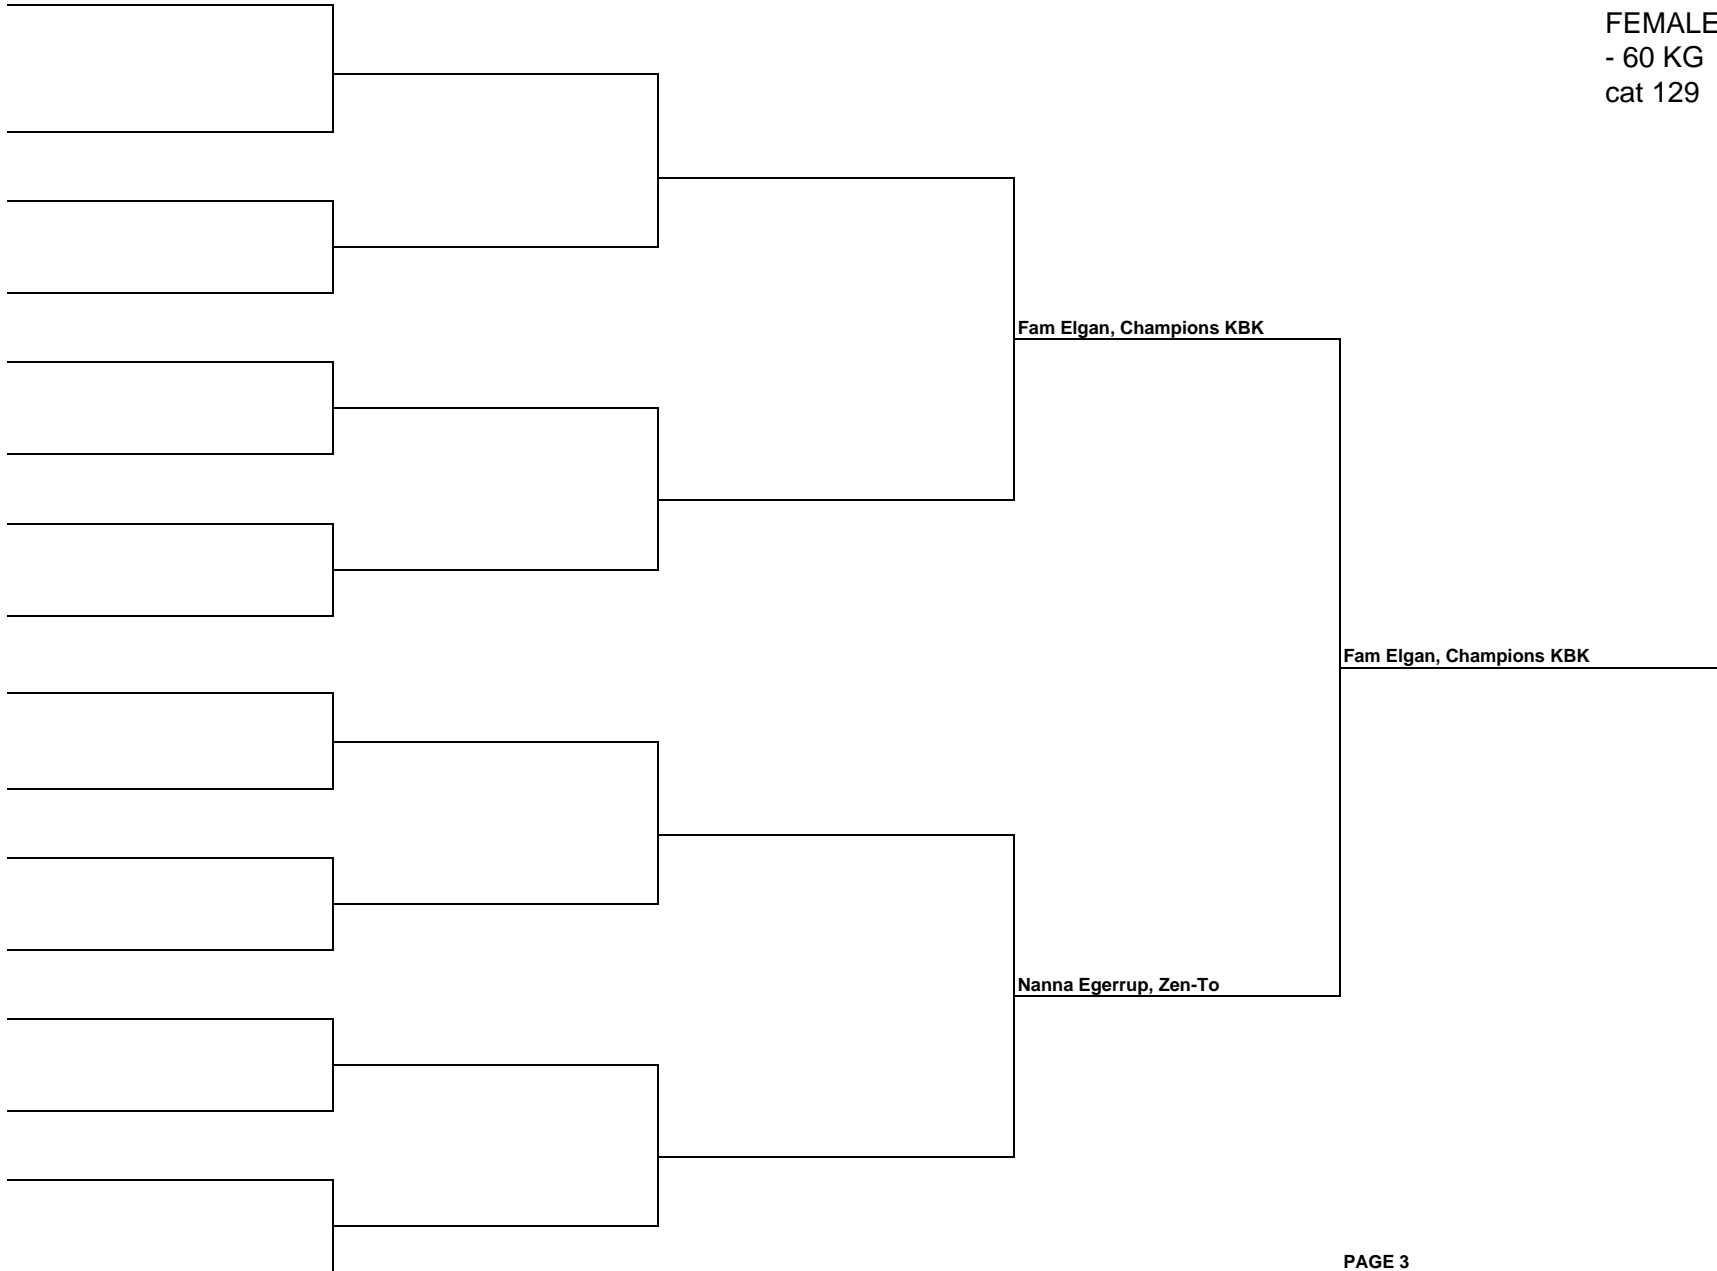 FEMALE
- 60 KG
cat 129
Fam Elgan, Champions KBK
Fam Elgan, Champions KBK
Nanna Egerrup, Zen-To
PAGE 3